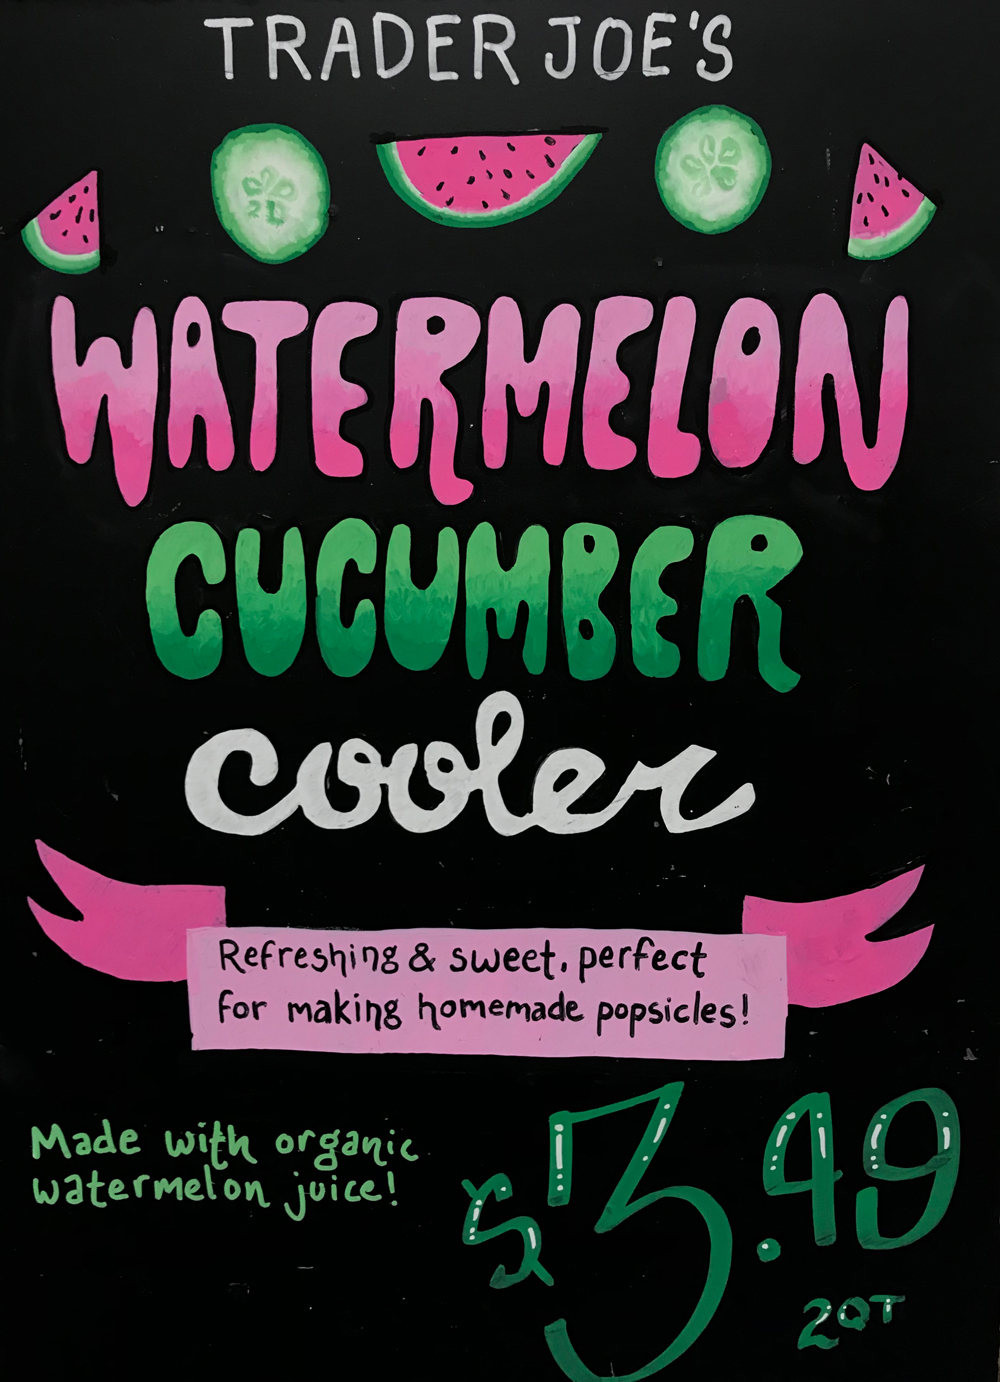 TRADER JOE'S
WATERMELON
CUCUMBER
cooler
Refreshing & sweet, perfect
for making homemade popsicles!
Made with organic
watermelon juice!
$3.49
2QT